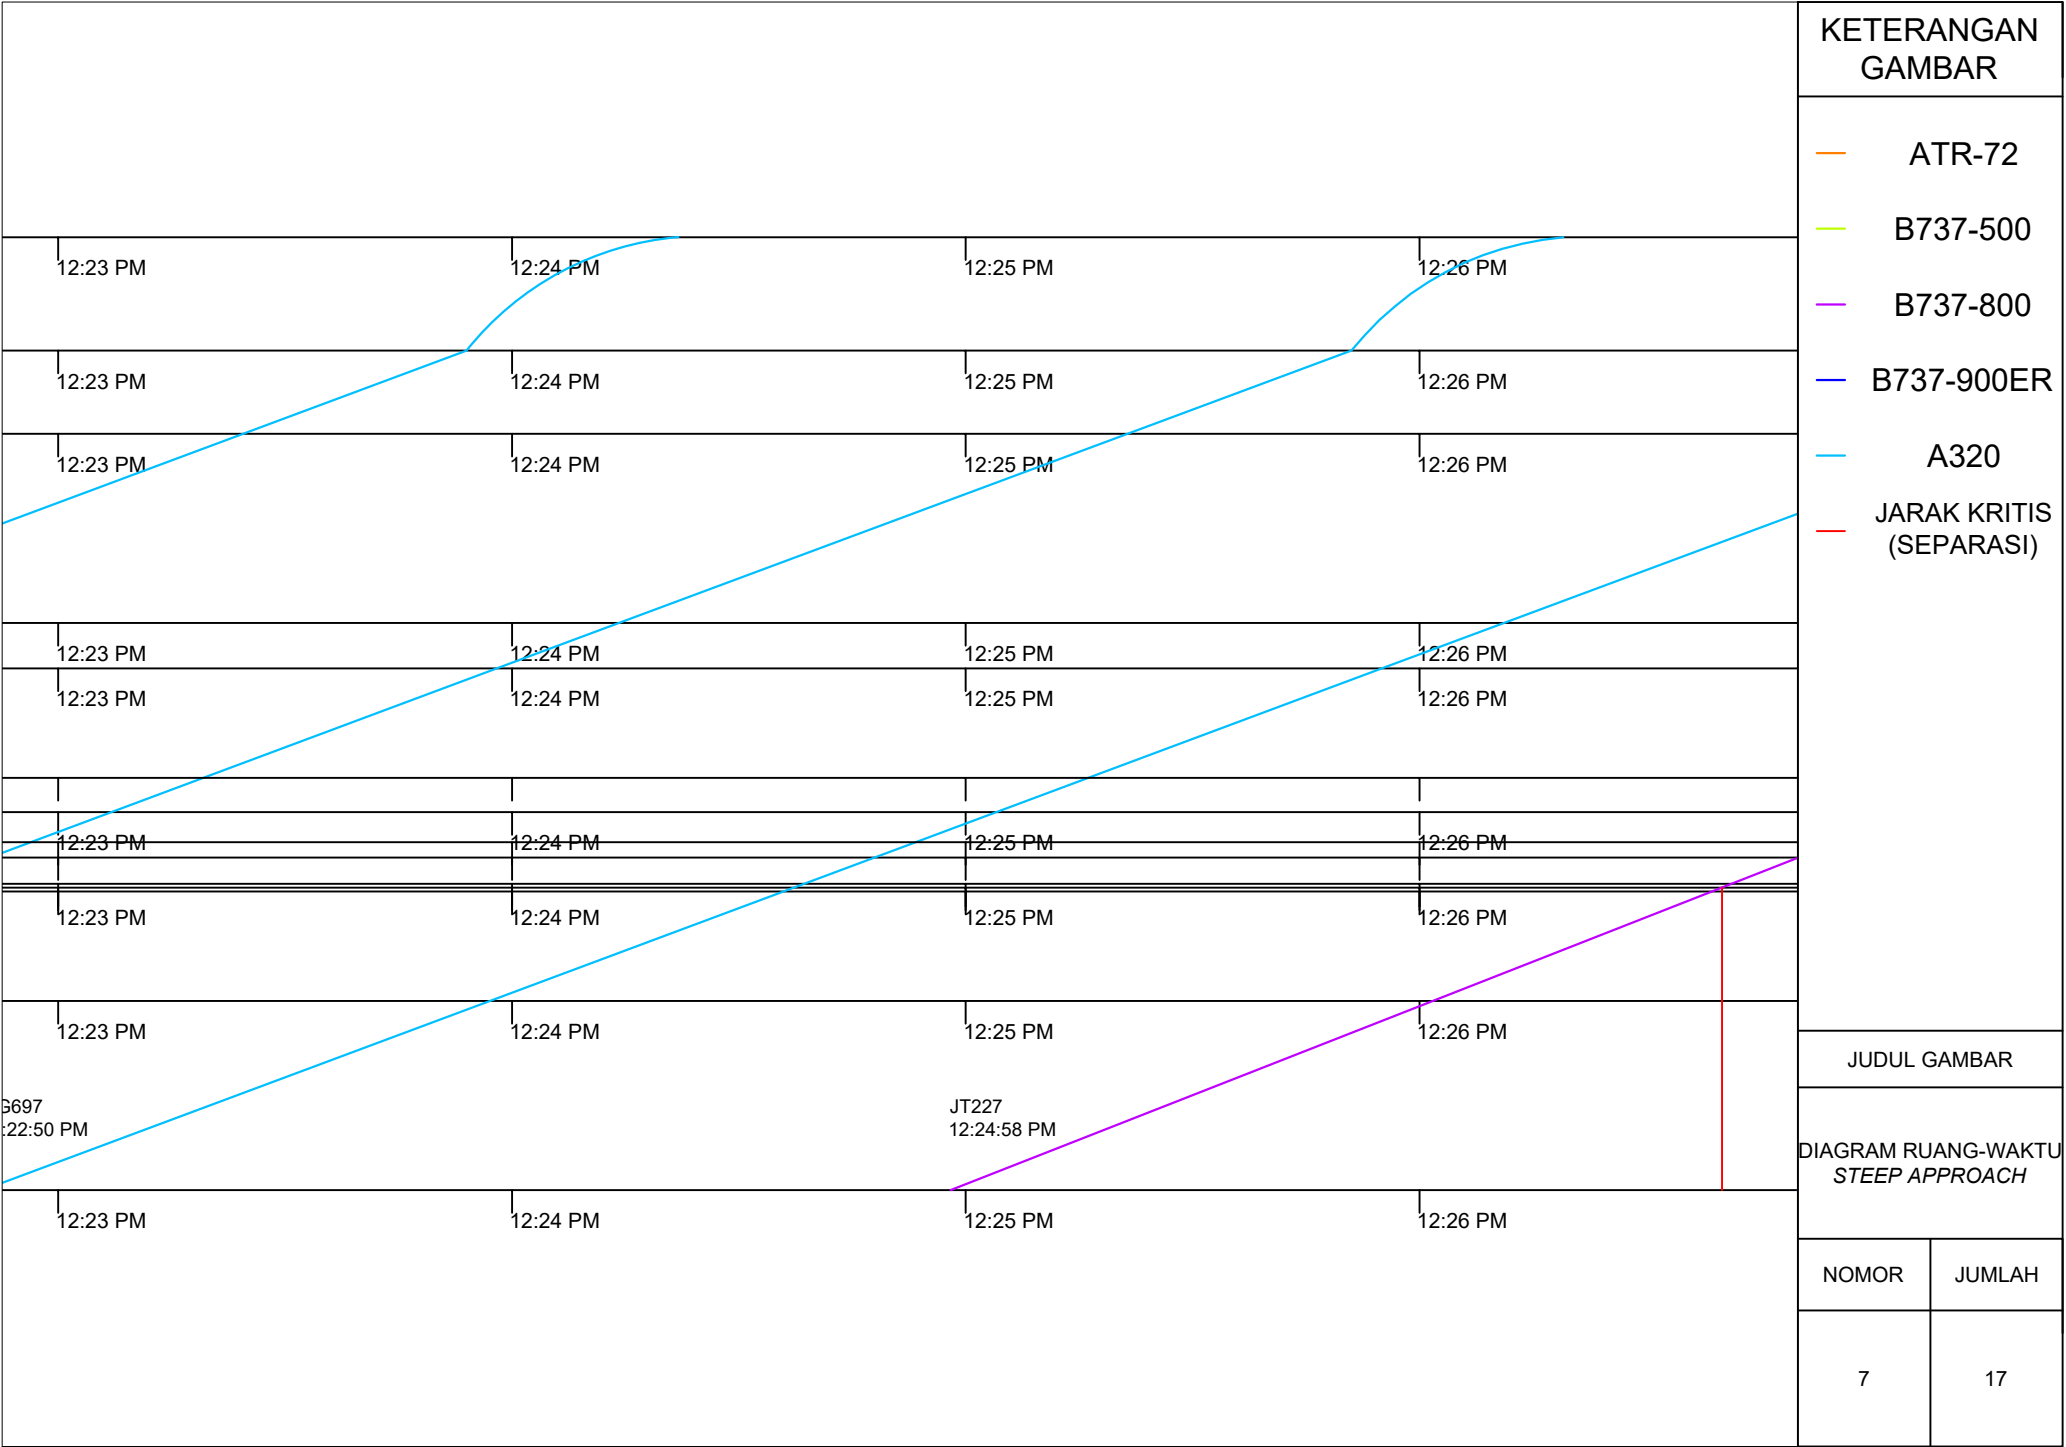 12:23 PM 12:24 PM 12:25 PM 12:26 PM
12:23 PM 12:24 PM 12:25 PM 12:26 PM
12:23 PM 12:24 PM 12:25 PM 12:26 PM
12:23 PM 12:24 PM 12:25 PM 12:26 PM
12:23 PM 12:24 PM 12:25 PM 12:26 PM
12:23 PM 12:24 PM 12:25 PM 12:26 PM
12:23 PM 12:24 PM 12:25 PM 12:26 PM
12:23 PM 12:24 PM 12:25 PM 12:26 PM
G697
:22:50 PM
JT227
12:24:58 PM
12:23 PM 12:24 PM 12:25 PM 12:26 PM
KETERANGAN
GAMBAR
ATR-72
B737-500
B737-800
B737-900ER
A320
JARAK KRITIS
(SEPARASI)
JUDUL GAMBAR
DIAGRAM RUANG-WAKTU
STEEP APPROACH
NOMOR JUMLAH
7 17